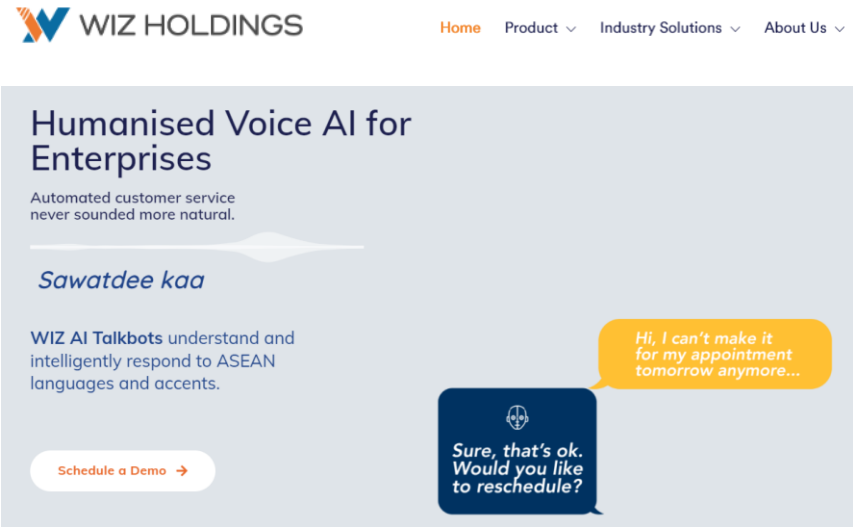 WIZ HOLDINGS
Home Product Industry Solutions About Us
Humanised Voice AI for
Enterprises
Automated customer service
never sounded more natural.
Sawatdee kaa
WIZ AI Talkbots understand and
intelligently respond to ASEAN
languages and accents.
Hi, I can't make it
for my appointment
tomorrow anymore...
Sure, that's ok.
Would you like
to reschedule?
Schedule a Demo →